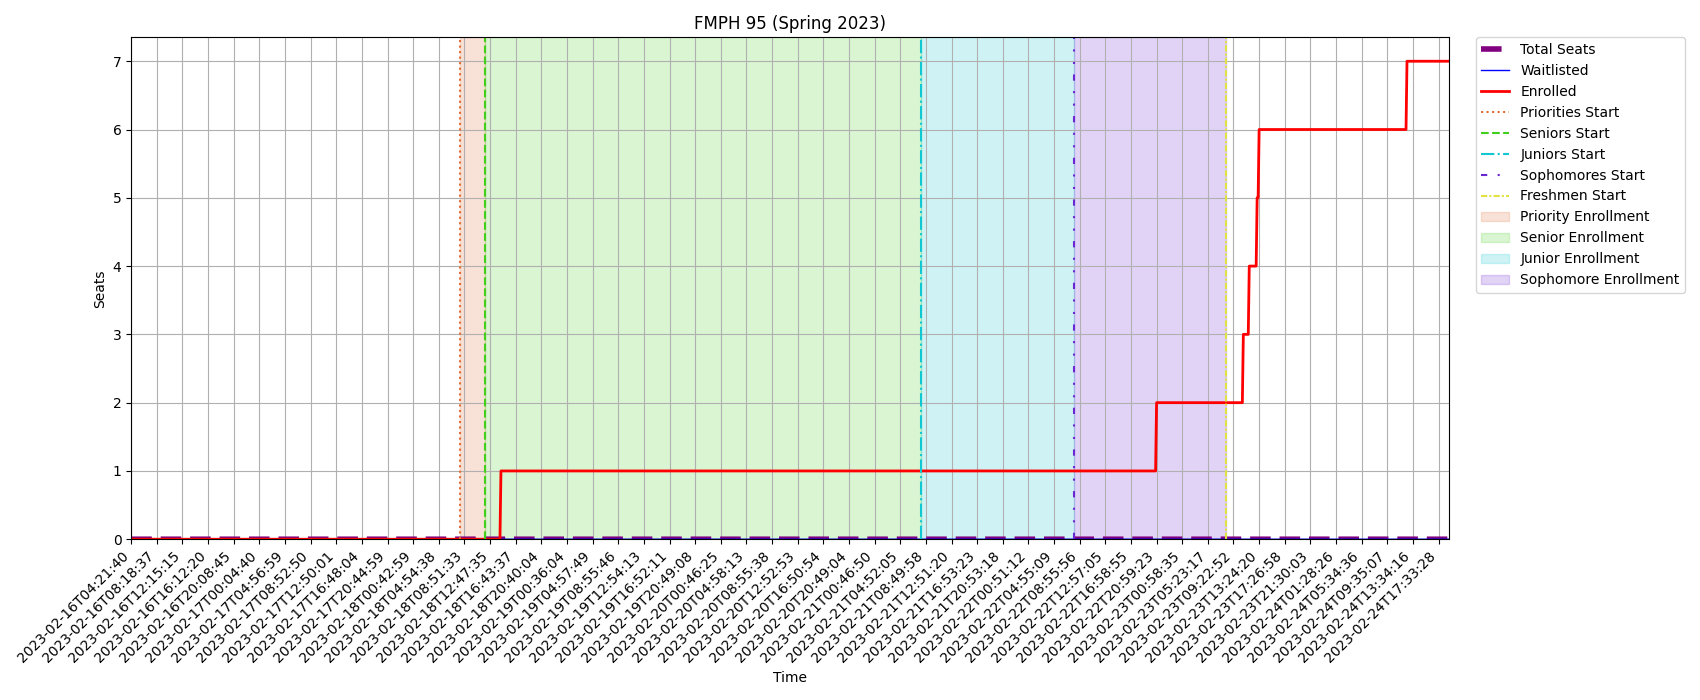 FMPH 95 (Spring 2023)
Seats
7
6
5
4
3
2
1
0
2023-02-16T04:21:40
2023-02-16T08:18:37
2023-02-16T12:15:15
2023-02-16T16:12:20
2023-02-16T20:08:45
2023-02-17T00:04:40
2023-02-17T04:56:59
2023-02-17T08:52:50
2023-02-17T12:50:01
2023-02-17T16:48:04
2023-02-17T20:44:59
2023-02-18T00:42:59
2023-02-18T04:54:38
2023-02-18T08:51:33
2023-02-18T12:47:35
2023-02-18T16:43:37
2023-02-18T20:40:04
2023-02-19T00:36:04
2023-02-19T04:57:49
2023-02-19T08:55:46
2023-02-19T12:54:13
2023-02-19T16:52:11
2023-02-19T20:49:08
2023-02-20T00:46:25
2023-02-20T04:58:13
2023-02-20T08:55:38
2023-02-20T12:52:53
2023-02-20T16:50:54
2023-02-20T20:49:04
2023-02-21T00:46:50
2023-02-21T04:52:05
2023-02-21T08:49:58
2023-02-21T12:51:20
2023-02-21T16:53:23
2023-02-21T20:53:18
2023-02-22T00:51:12
2023-02-22T04:55:09
2023-02-22T08:55:56
2023-02-22T12:57:05
2023-02-22T16:58:55
2023-02-22T20:59:23
2023-02-23T00:58:35
2023-02-23T05:23:17
2023-02-23T09:22:52
2023-02-23T13:24:20
2023-02-23T17:26:58
2023-02-23T21:30:03
2023-02-24T01:28:26
2023-02-24T05:34:36
2023-02-24T09:35:07
2023-02-24T13:34:16
2023-02-24T17:33:28
Time
Total Seats
Waitlisted
Enrolled
Priorities Start
Seniors Start
Juniors Start
Sophomores Start
Freshmen Start
Priority Enrollment
Senior Enrollment
Junior Enrollment
Sophomore Enrollment